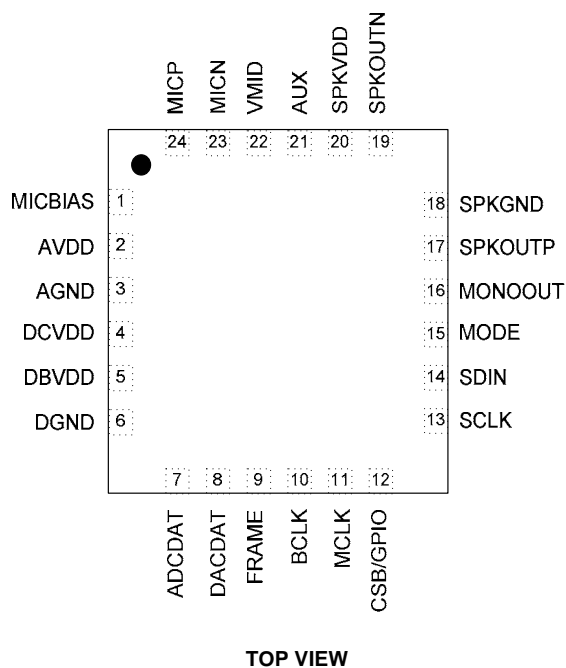 MICP
MICN
VMID
AUX
SPKVDD
SPKOUTN
24 23 22 21 20 19
MICBIAS 1
AVDD 2
AGND 3
DCVDD 4
DBVDD 5
DGND 6
18 SPKGND
17 SPKOUTP
16 MONOOUT
15 MODE
14 SDIN
13 SCLK
7 8 9 10 11 12
ADCDAT
DACDAT
FRAME
BCLK
MCLK
CSB/GPIO
TOP VIEW